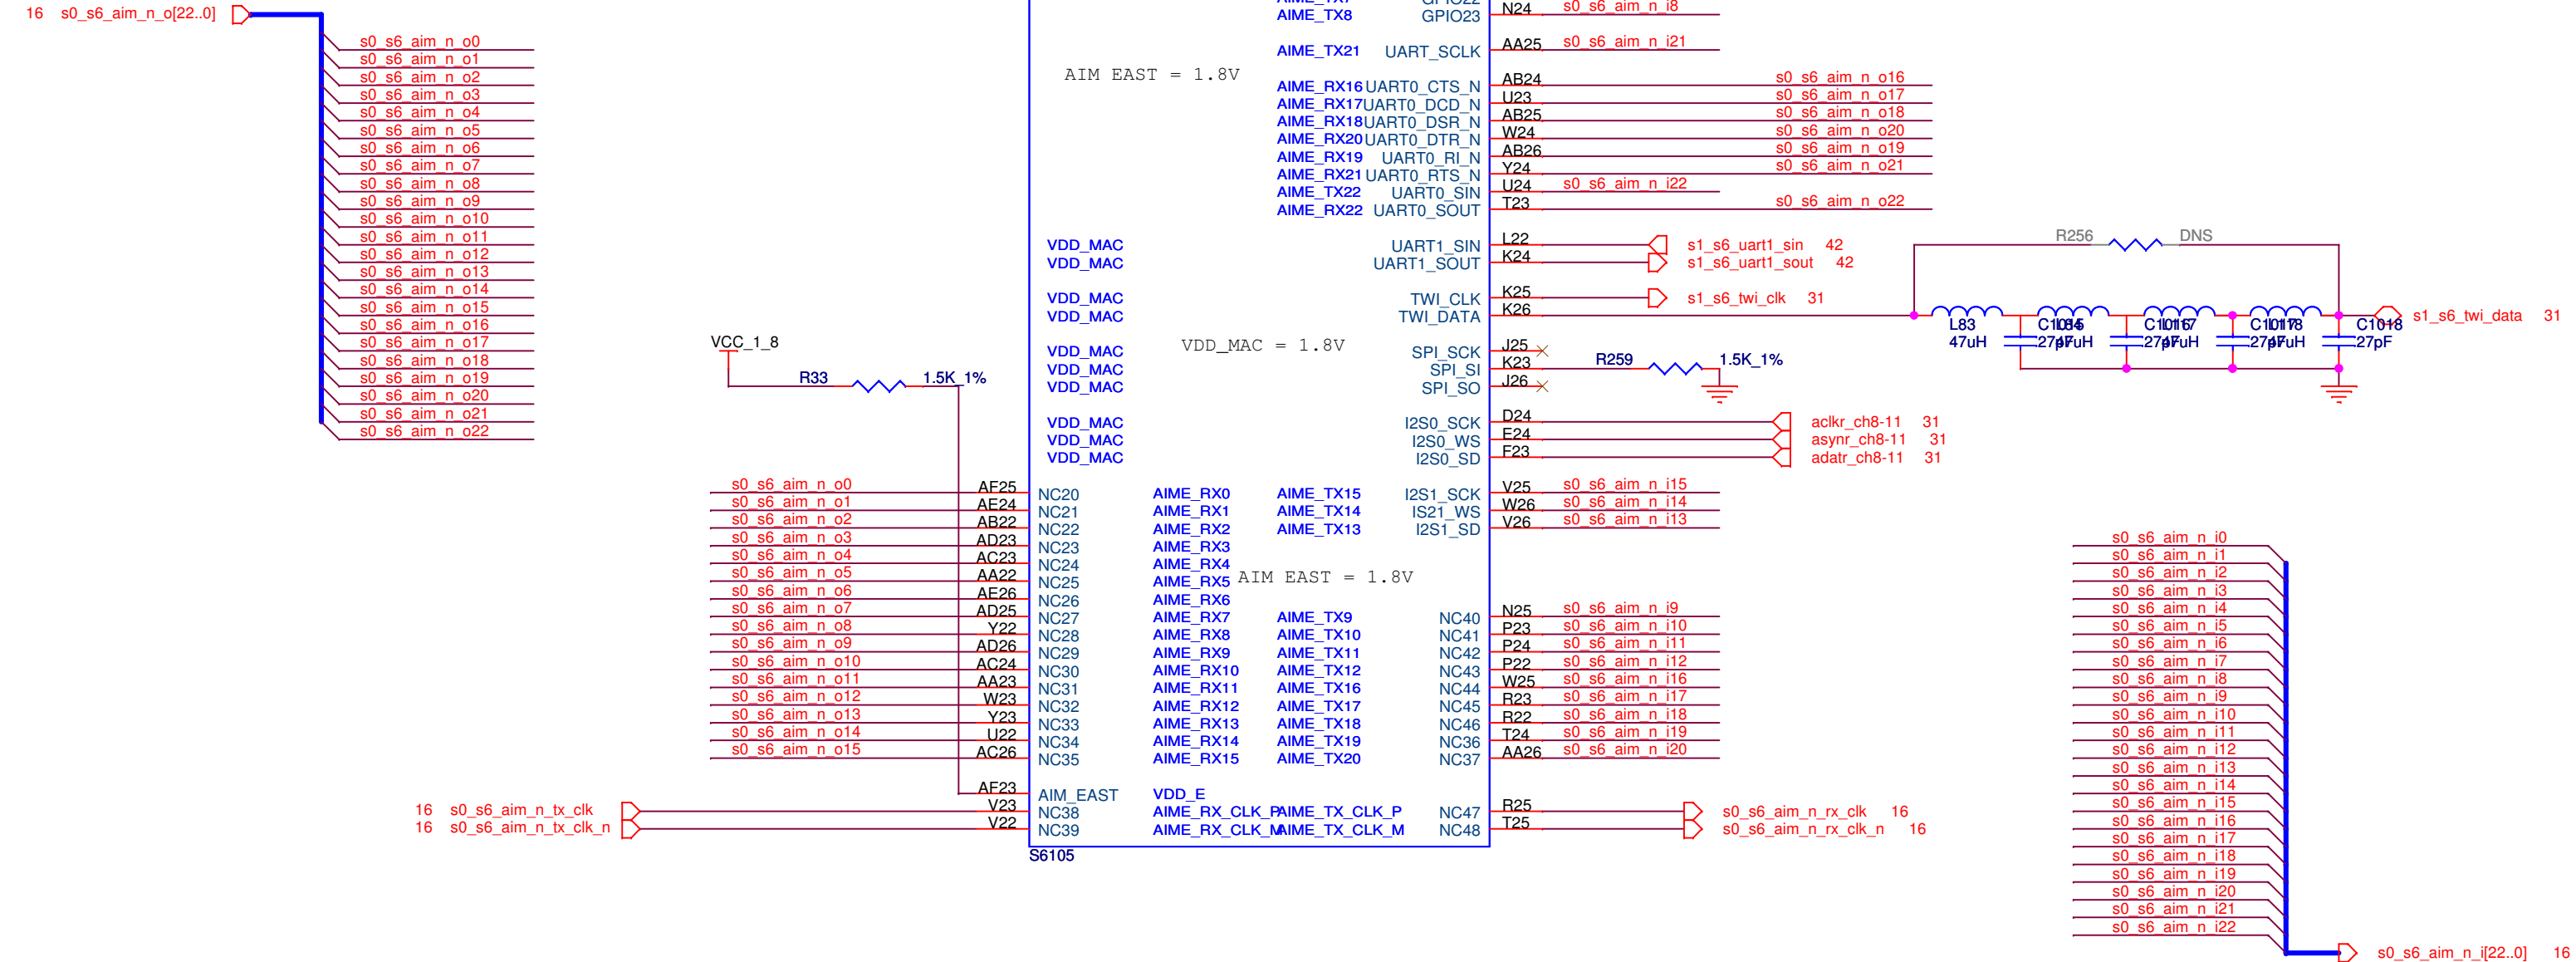 16 s0_s6_aim_n_o[22..0]
s0_s6_aim_n_o0
s0_s6_aim_n_o1
s0_s6_aim_n_o2
s0_s6_aim_n_o3
s0_s6_aim_n_o4
s0_s6_aim_n_o5
s0_s6_aim_n_o6
s0_s6_aim_n_o7
s0_s6_aim_n_o8
s0_s6_aim_n_o9
s0_s6_aim_n_o10
s0_s6_aim_n_o11
s0_s6_aim_n_o12
s0_s6_aim_n_o13
s0_s6_aim_n_o14
s0_s6_aim_n_o15
s0_s6_aim_n_o16
s0_s6_aim_n_o17
s0_s6_aim_n_o18
s0_s6_aim_n_o19
s0_s6_aim_n_o20
s0_s6_aim_n_o21
s0_s6_aim_n_o22
AIME_TX8 GPIO23 N24 s0_s6_aim_n_i8
AIME_TX21 UART_SCLK AA25 s0_s6_aim_n_i21
AIM EAST = 1.8V
AIME_RX16 UART0_CTS_N AB24 s0_s6_aim_n_o16
AIME_RX17 UART0_DCD_N U23 s0_s6_aim_n_o17
AIME_RX18 UART0_DSR_N AB25 s0_s6_aim_n_o18
AIME_RX20 UART0_DTR_N W24 s0_s6_aim_n_o20
AIME_RX19 UART0_RI_N AB26 s0_s6_aim_n_o19
AIME_RX21 UART0_RTS_N Y24 s0_s6_aim_n_o21
AIME_TX22 UART0_SIN U24 s0_s6_aim_n_i22
AIME_RX22 UART0_SOUT T23 s0_s6_aim_n_o22
VDD_MAC UART1_SIN L22 s1_s6_uart1_sin 42
VDD_MAC UART1_SOUT K24 s1_s6_uart1_sout 42
VDD_MAC TWI_CLK K25 s1_s6_twi_clk 31
VDD_MAC TWI_DATA K26
R256 DNS
s1_s6_twi_data 31
L83 C1018
47uH 27pF
VDD_MAC = 1.8V
VDD_MAC SPI_SCK J25
VDD_MAC SPI_SI K23 R259 1.5K_1%
VDD_MAC SPI_SO J26
VCC_1_8
R33 1.5K_1%
VDD_MAC I2S0_SCK D24 aclkr_ch8-11 31
VDD_MAC I2S0_WS E24 asynr_ch8-11 31
VDD_MAC I2S0_SD F23 adatr_ch8-11 31
s0_s6_aim_n_o0 AF25 NC20 AIME_RX0 AIME_TX15 I2S1_SCK V25 s0_s6_aim_n_i15
s0_s6_aim_n_o1 AE24 NC21 AIME_RX1 AIME_TX14 IS21_WS W26 s0_s6_aim_n_i14
s0_s6_aim_n_o2 AB22 NC22 AIME_RX2 AIME_TX13 I2S1_SD V26 s0_s6_aim_n_i13
s0_s6_aim_n_o3 AD23 NC23 AIME_RX3
s0_s6_aim_n_o4 AC23 NC24 AIME_RX4
s0_s6_aim_n_o5 AA22 NC25 AIME_RX5 AIM EAST = 1.8V
s0_s6_aim_n_o6 AE26 NC26 AIME_RX6
s0_s6_aim_n_o7 AD25 NC27 AIME_RX7 AIME_TX9 NC40 N25 s0_s6_aim_n_i9
s0_s6_aim_n_o8 Y22 NC28 AIME_RX8 AIME_TX10 NC41 P23 s0_s6_aim_n_i10
s0_s6_aim_n_o9 AD26 NC29 AIME_RX9 AIME_TX11 NC42 P24 s0_s6_aim_n_i11
s0_s6_aim_n_o10 AC24 NC30 AIME_RX10 AIME_TX12 NC43 P22 s0_s6_aim_n_i12
s0_s6_aim_n_o11 AA23 NC31 AIME_RX11 AIME_TX16 NC44 W25 s0_s6_aim_n_i16
s0_s6_aim_n_o12 W23 NC32 AIME_RX12 AIME_TX17 NC45 R23 s0_s6_aim_n_i17
s0_s6_aim_n_o13 Y23 NC33 AIME_RX13 AIME_TX18 NC46 R22 s0_s6_aim_n_i18
s0_s6_aim_n_o14 U22 NC34 AIME_RX14 AIME_TX19 NC36 T24 s0_s6_aim_n_i19
s0_s6_aim_n_o15 AC26 NC35 AIME_RX15 AIME_TX20 NC37 AA26 s0_s6_aim_n_i20
AF23 AIM_EAST VDD_E
16 s0_s6_aim_n_tx_clk V23 NC38 AIME_RX_CLK_P AIME_TX_CLK_P NC47 R25 s0_s6_aim_n_rx_clk 16
16 s0_s6_aim_n_tx_clk_n V22 NC39 AIME_RX_CLK_M AIME_TX_CLK_M NC48 T25 s0_s6_aim_n_rx_clk_n 16
S6105
s0_s6_aim_n_i0
s0_s6_aim_n_i1
s0_s6_aim_n_i2
s0_s6_aim_n_i3
s0_s6_aim_n_i4
s0_s6_aim_n_i5
s0_s6_aim_n_i6
s0_s6_aim_n_i7
s0_s6_aim_n_i8
s0_s6_aim_n_i9
s0_s6_aim_n_i10
s0_s6_aim_n_i11
s0_s6_aim_n_i12
s0_s6_aim_n_i13
s0_s6_aim_n_i14
s0_s6_aim_n_i15
s0_s6_aim_n_i16
s0_s6_aim_n_i17
s0_s6_aim_n_i18
s0_s6_aim_n_i19
s0_s6_aim_n_i20
s0_s6_aim_n_i21
s0_s6_aim_n_i22
s0_s6_aim_n_i[22..0] 16